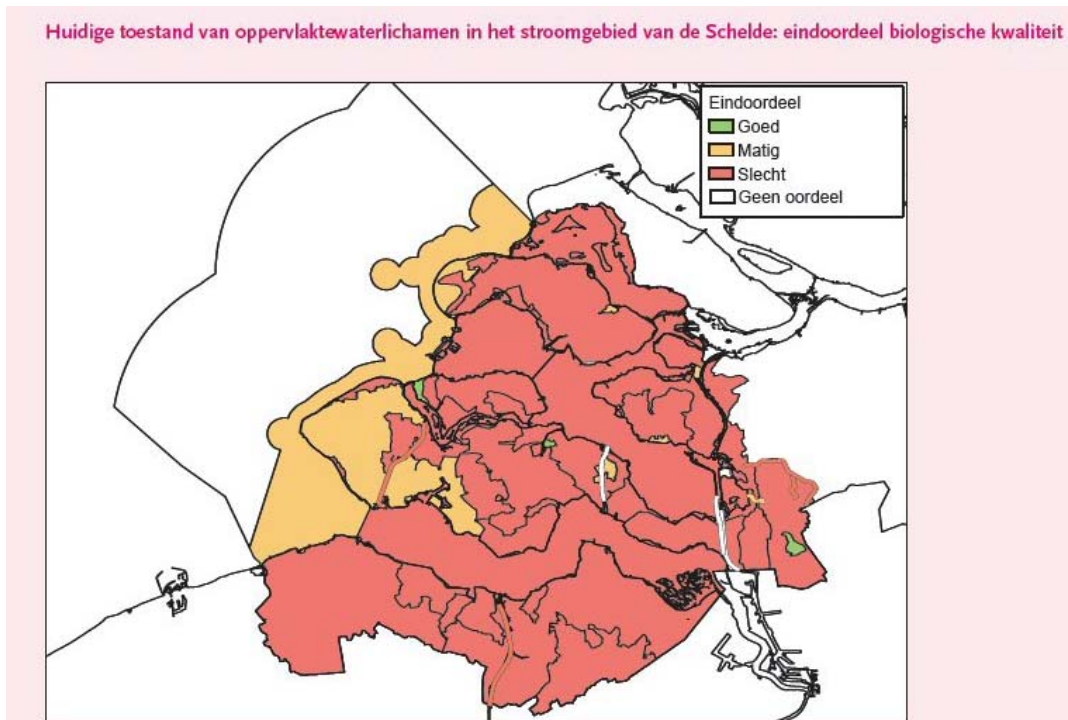 Huidige toestand van oppervlaktewaterlichamen in het stroomgebied van de Schelde: eindoordeel biologische kwaliteit
Eindoordeel
Goed
Matig
Slecht
Geen oordeel